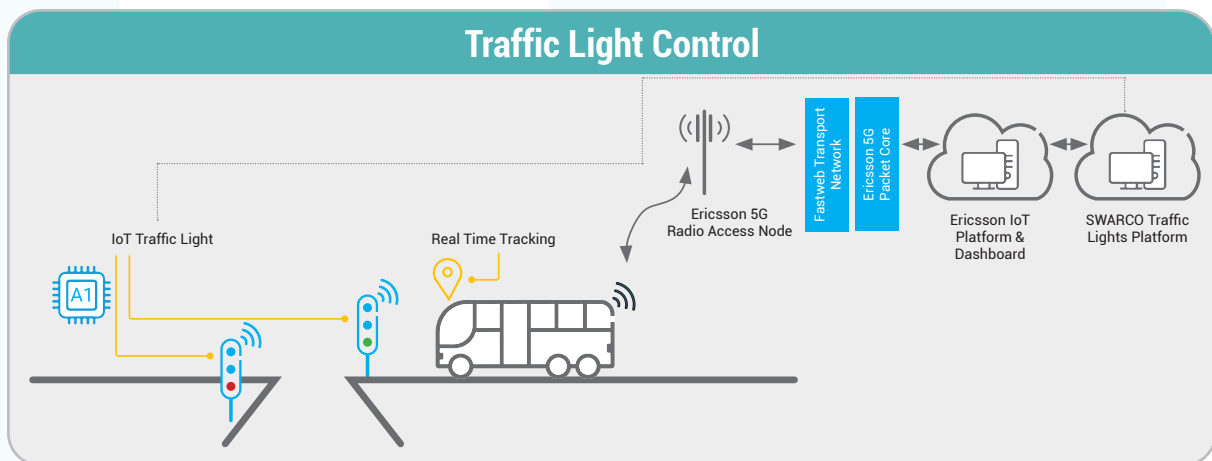 Traffic Light Control
Fastweb Transport
Network
Ericsson 5G
Packet Core
Ericsson 5G
Radio Access Node
Ericsson IoT
Platform &
Dashboard
SWARCO Traffic
Lights Platform
IoT Traffic Light
Real Time Tracking
A1